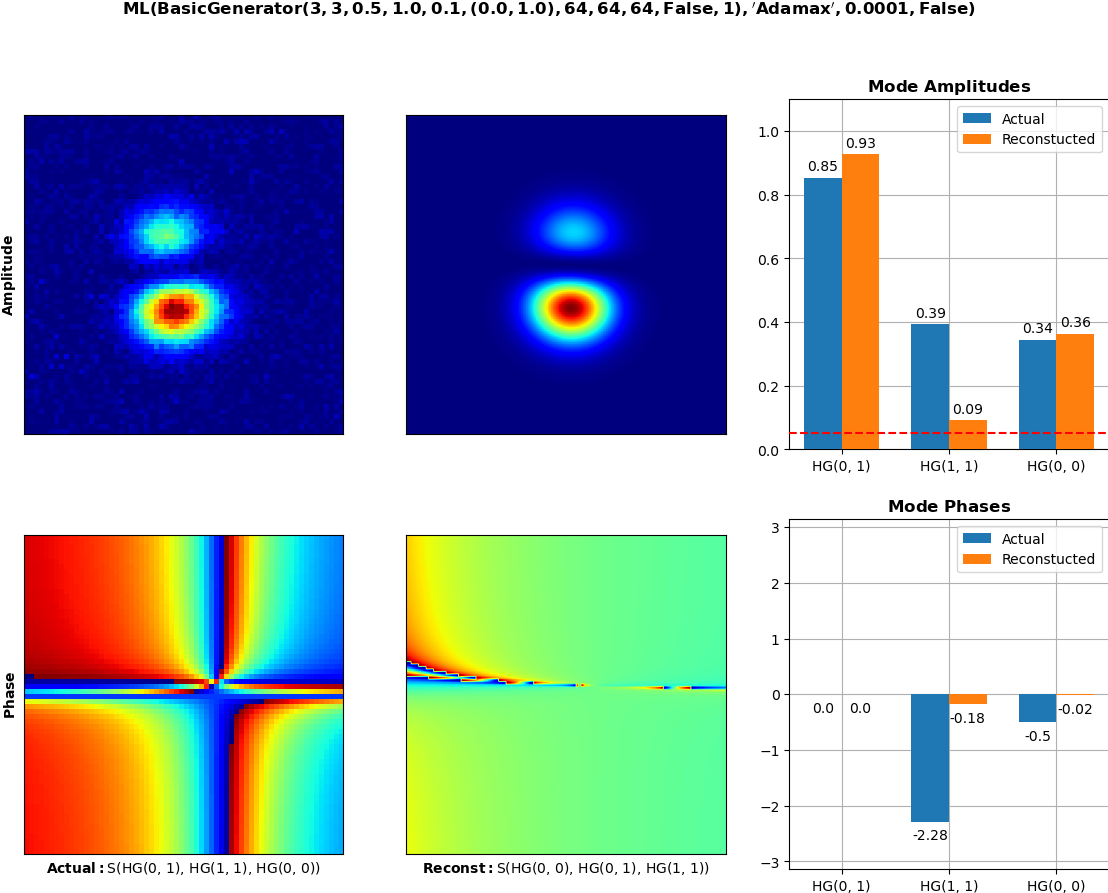 ML(BasicGenerator(3, 3, 0.5, 1.0, 0.1, (0.0, 1.0), 64, 64, 64, False, 1), ′Adamax′, 0.0001, False)
Amplitude
Mode Amplitudes
Actual
Reconstucted
1.0
0.8
0.6
0.4
0.2
0.0
0.85
0.93
0.39
0.09
0.34
0.36
HG(0, 1)
HG(1, 1)
HG(0, 0)
Phase
Actual: S(HG(0, 1), HG(1, 1), HG(0, 0))
Reconst: S(HG(0, 0), HG(0, 1), HG(1, 1))
Mode Phases
Actual
Reconstucted
3
2
1
0
−1
−2
−3
0.0
0.0
-2.28
-0.18
-0.5
-0.02
HG(0, 1)
HG(1, 1)
HG(0, 0)